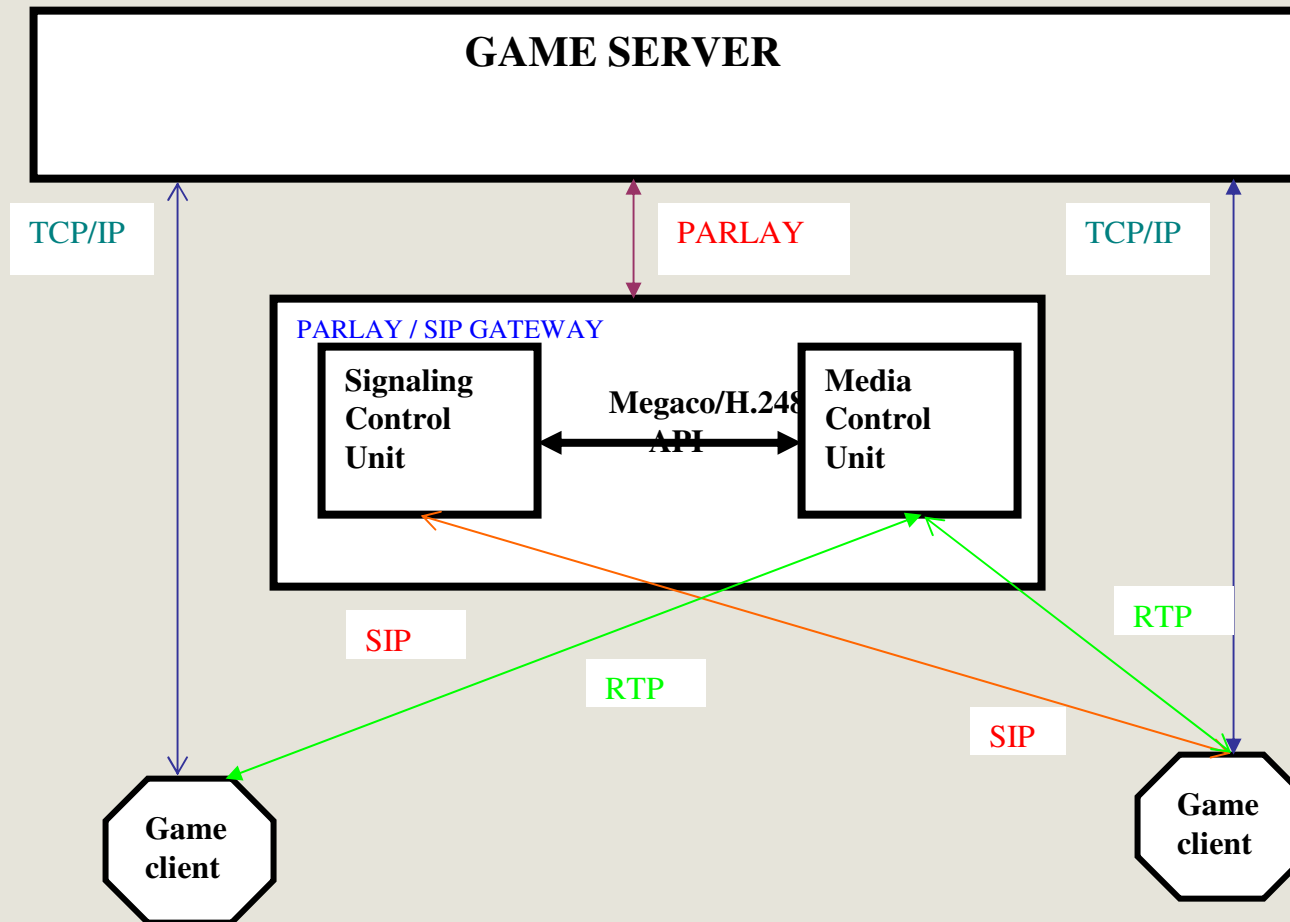 GAME SERVER
TCP/IP
PARLAY
TCP/IP
PARLAY / SIP GATEWAY
Signaling
Control
Unit
Megaco/H.248
API
Media
Control
Unit
SIP
RTP
RTP
SIP
Game
client
Game
client